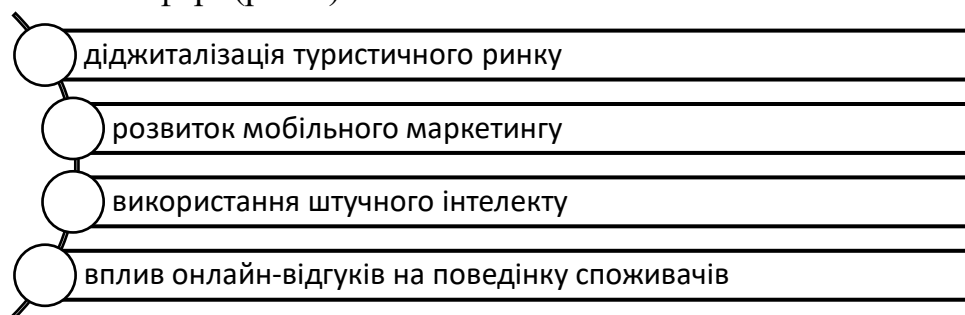 діджиталізація туристичного ринку
розвиток мобільного маркетингу
використання штучного інтелекту
вплив онлайн-відгуків на поведінку споживачів